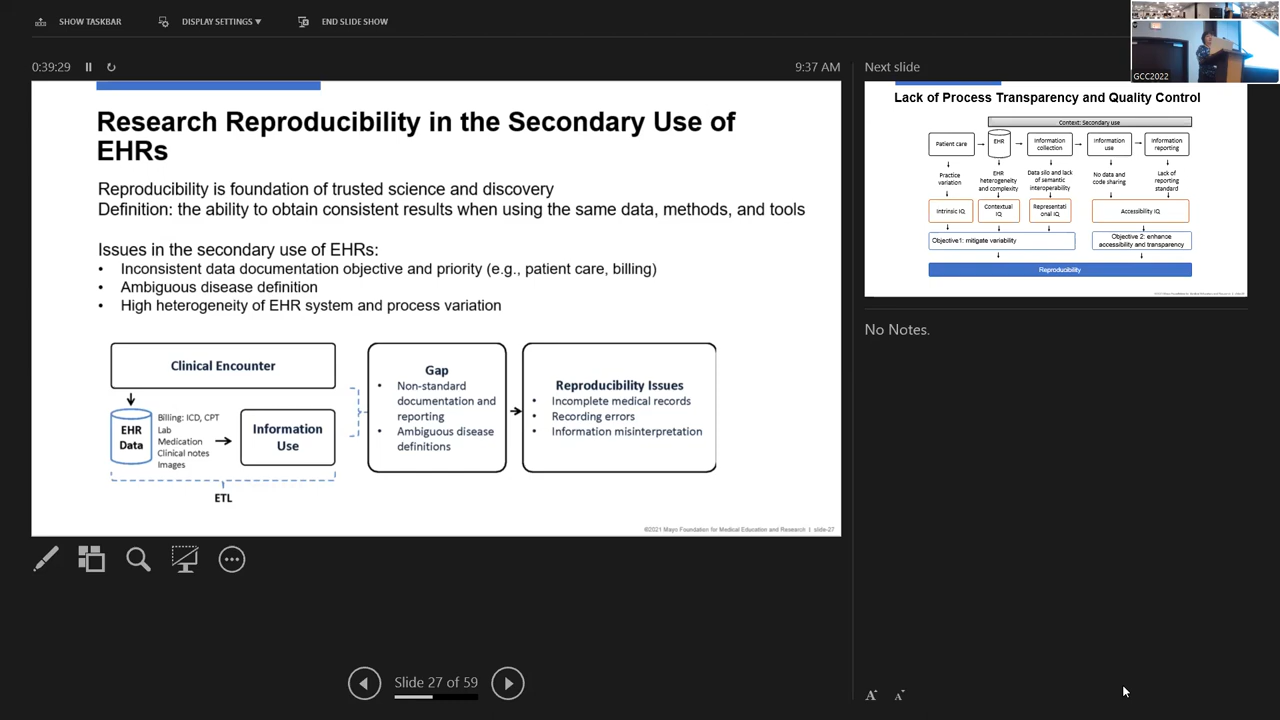 SHOW TASKBAR
DISPLAY SETTINGS
END SLIDE SHOW
0:39:29
9:37 AM
Research Reproducibility in the Secondary Use of
EHRs
Reproducibility is foundation of trusted science and discovery
Definition: the ability to obtain consistent results when using the same data, methods, and tools
Issues in the secondary use of EHRs:
• Inconsistent data documentation objective and priority (e.g., patient care, billing)
• Ambiguous disease definition
• High heterogeneity of EHR system and process variation
Clinical Encounter
EHR
Data
Billing: ICD, CPT
Lab
Medication
Clinical notes
Images
Information
Use
ETL
Gap
• Non-standard
documentation and
reporting
• Ambiguous disease
definitions
Reproducibility Issues
• Incomplete medical records
• Recording errors
• Information misinterpretation
©2021 Mayo Foundation for Medical Education and Research | slide-27
Slide 27 of 59
Next slide
GCC2022
Lack of Process Transparency and Quality Control
Context: Secondary use
Patient care
EHR
Information
collection
Information
use
Information
reporting
Practice
variation
EHR
heterogeneity
and complexity
Data silo and lack
of semantic
interoperability
No data and
code sharing
Lack of
reporting
standard
Intrinsic IQ
Contextual
IQ
Representati
onal IQ
Accessibility IQ
Objective1: mitigate variability
Objective 2: enhance
accessibility and transparency
Reproducibility
No Notes.
A
A